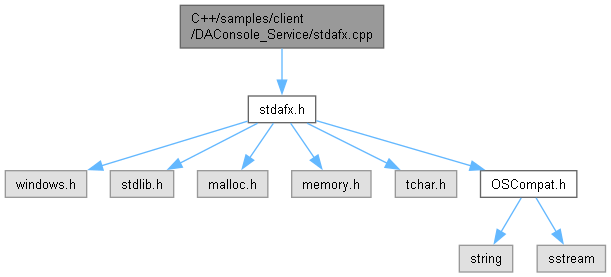 C++/samples/client
/DAConsole_Service/stdafx.cpp
stdafx.h
windows.h
stdlib.h
malloc.h
memory.h
tchar.h
OSCompat.h
string
sstream